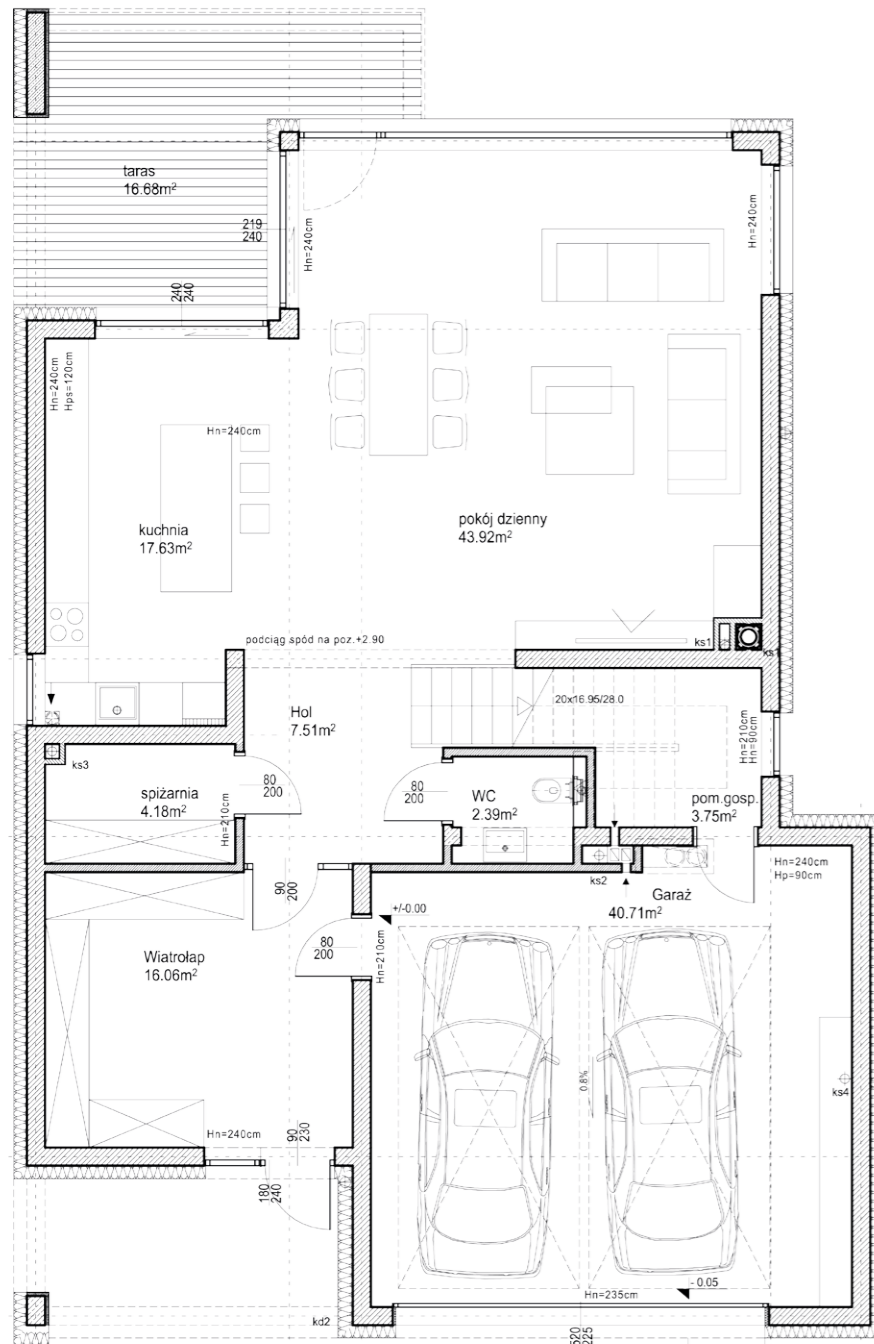 taras
16.68m²
219
240
Hn=240cm
Hn=240cm
240
240
Hn=240cm
Hps=120cm
Hn=240cm
kuchnia
17.63m²
pokój dzienny
43.92m²
podciąg spód na poz.+2.90
ks1
ks1
20x16.95/28.0
Hol
7.51m²
Hn=210cm
Hn=90cm
ks3
spiżarnia
4.18m²
80
200
Hn=210cm
80
200
WC
2.39m²
pom.gosp.
3.75m²
Hn=240cm
Hp=90cm
ks2
Garaż
40.71m²
90
200
+/-0.00
80
200
Hn=210cm
Wiatrołap
16.06m²
0.8%
ks4
Hn=240cm
90
230
180
240
- 0.05
Hn=235cm
kd2
520
225